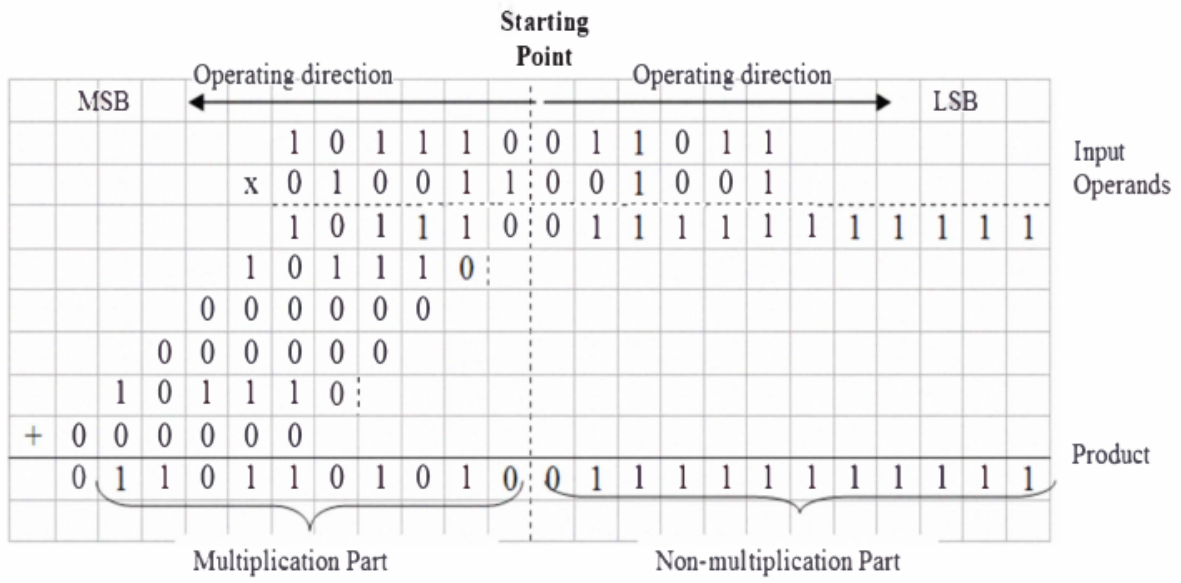 Starting
Point
Operating direction Operating direction
MSB LSB
1 0 1 1 1 0 0 1 1 0 1 1
Input
x 0 1 0 0 1 1 0 0 1 0 0 1
Operands
1 0 1 1 1 0 0 1 1 1 1 1 1 1 1 1 1 1
1 0 1 1 1 0
0 0 0 0 0 0
0 0 0 0 0 0
1 0 1 1 1 0
+ 0 0 0 0 0 0
Product
0 1 1 0 1 1 0 1 0 1 0 0 1 1 1 1 1 1 1 1 1 1 1
Multiplication Part Non-multiplication Part